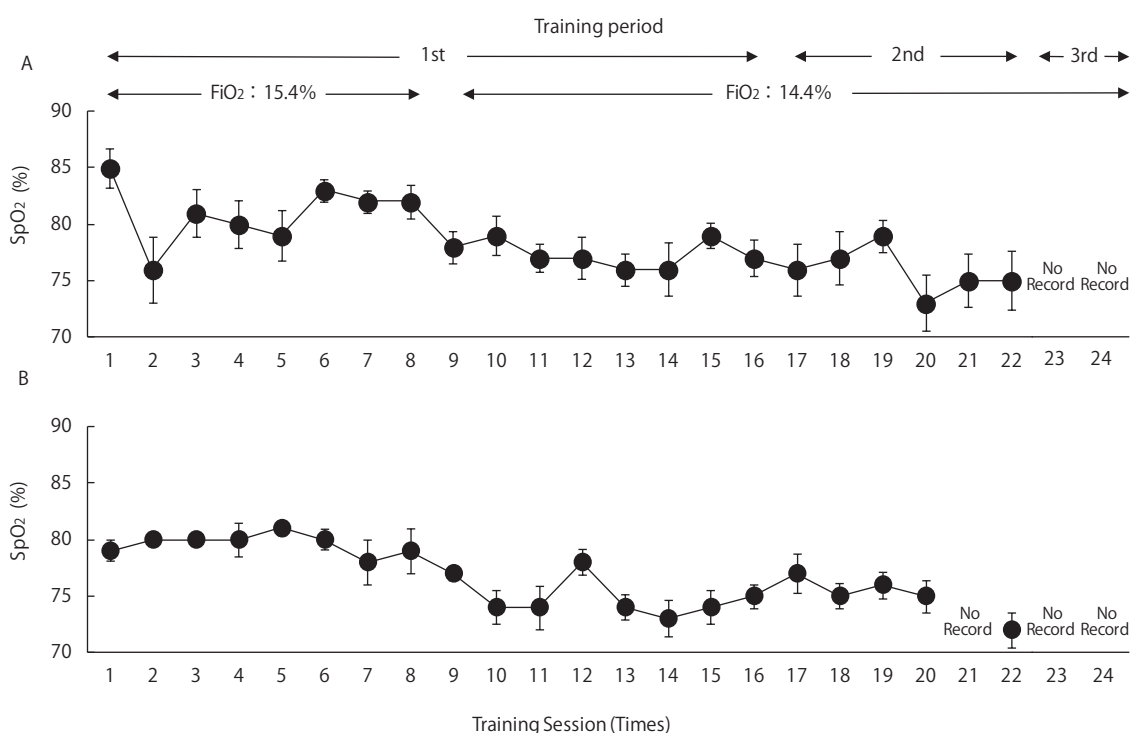 Training period
A
1st
2nd
3rd
FiO2 : 15.4%
FiO2 : 14.4%
SpO2 (%)
90
85
80
75
70
No
Record
No
Record
1 2 3 4 5 6 7 8 9 10 11 12 13 14 15 16 17 18 19 20 21 22 23 24
B
SpO2 (%)
90
85
80
75
70
No
Record
No
Record
No
Record
1 2 3 4 5 6 7 8 9 10 11 12 13 14 15 16 17 18 19 20 21 22 23 24
Training Session (Times)